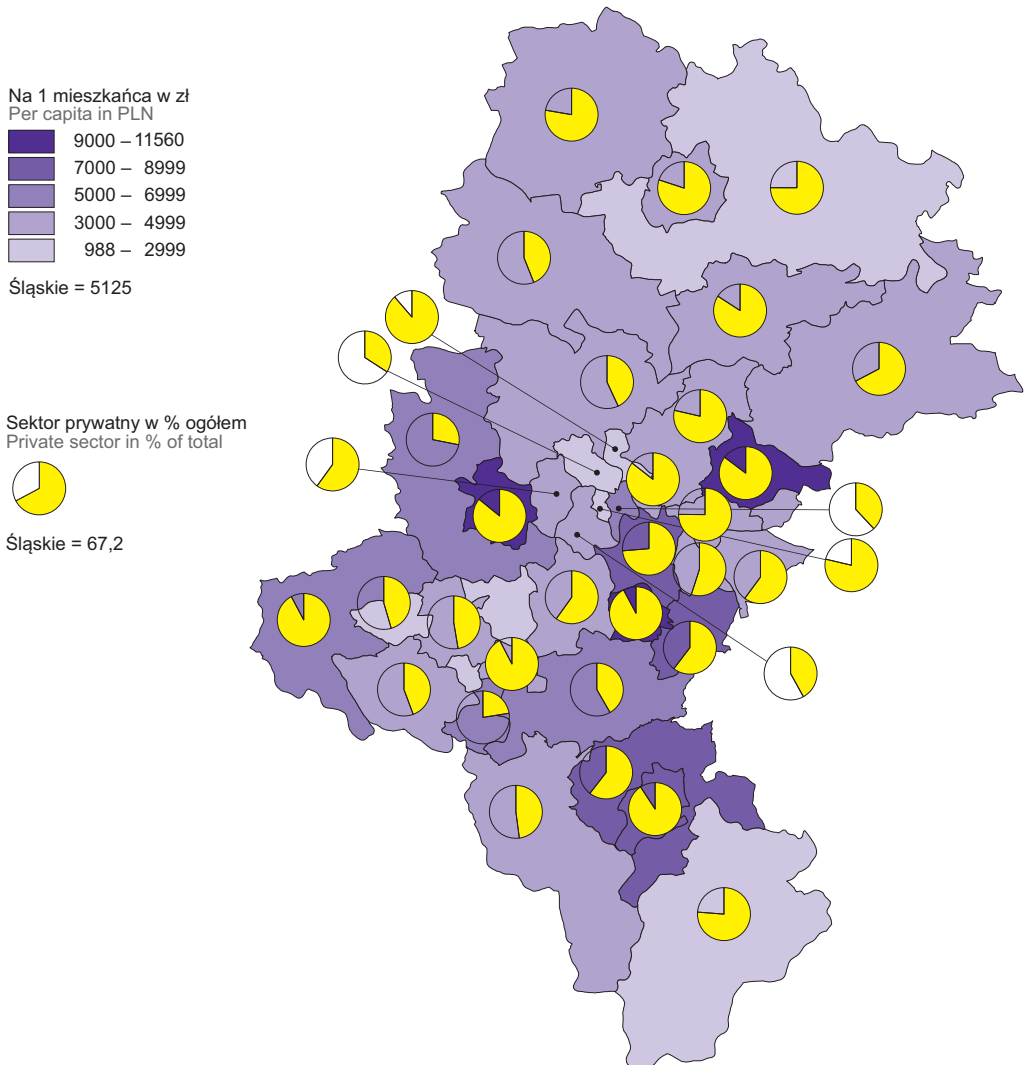 Na 1 mieszkańca w zł
Per capita in PLN
9000 – 11560
7000 – 8999
5000 – 6999
3000 – 4999
988 – 2999
Śląskie = 5125
Sektor prywatny w % ogółem
Private sector in % of total
Śląskie = 67,2